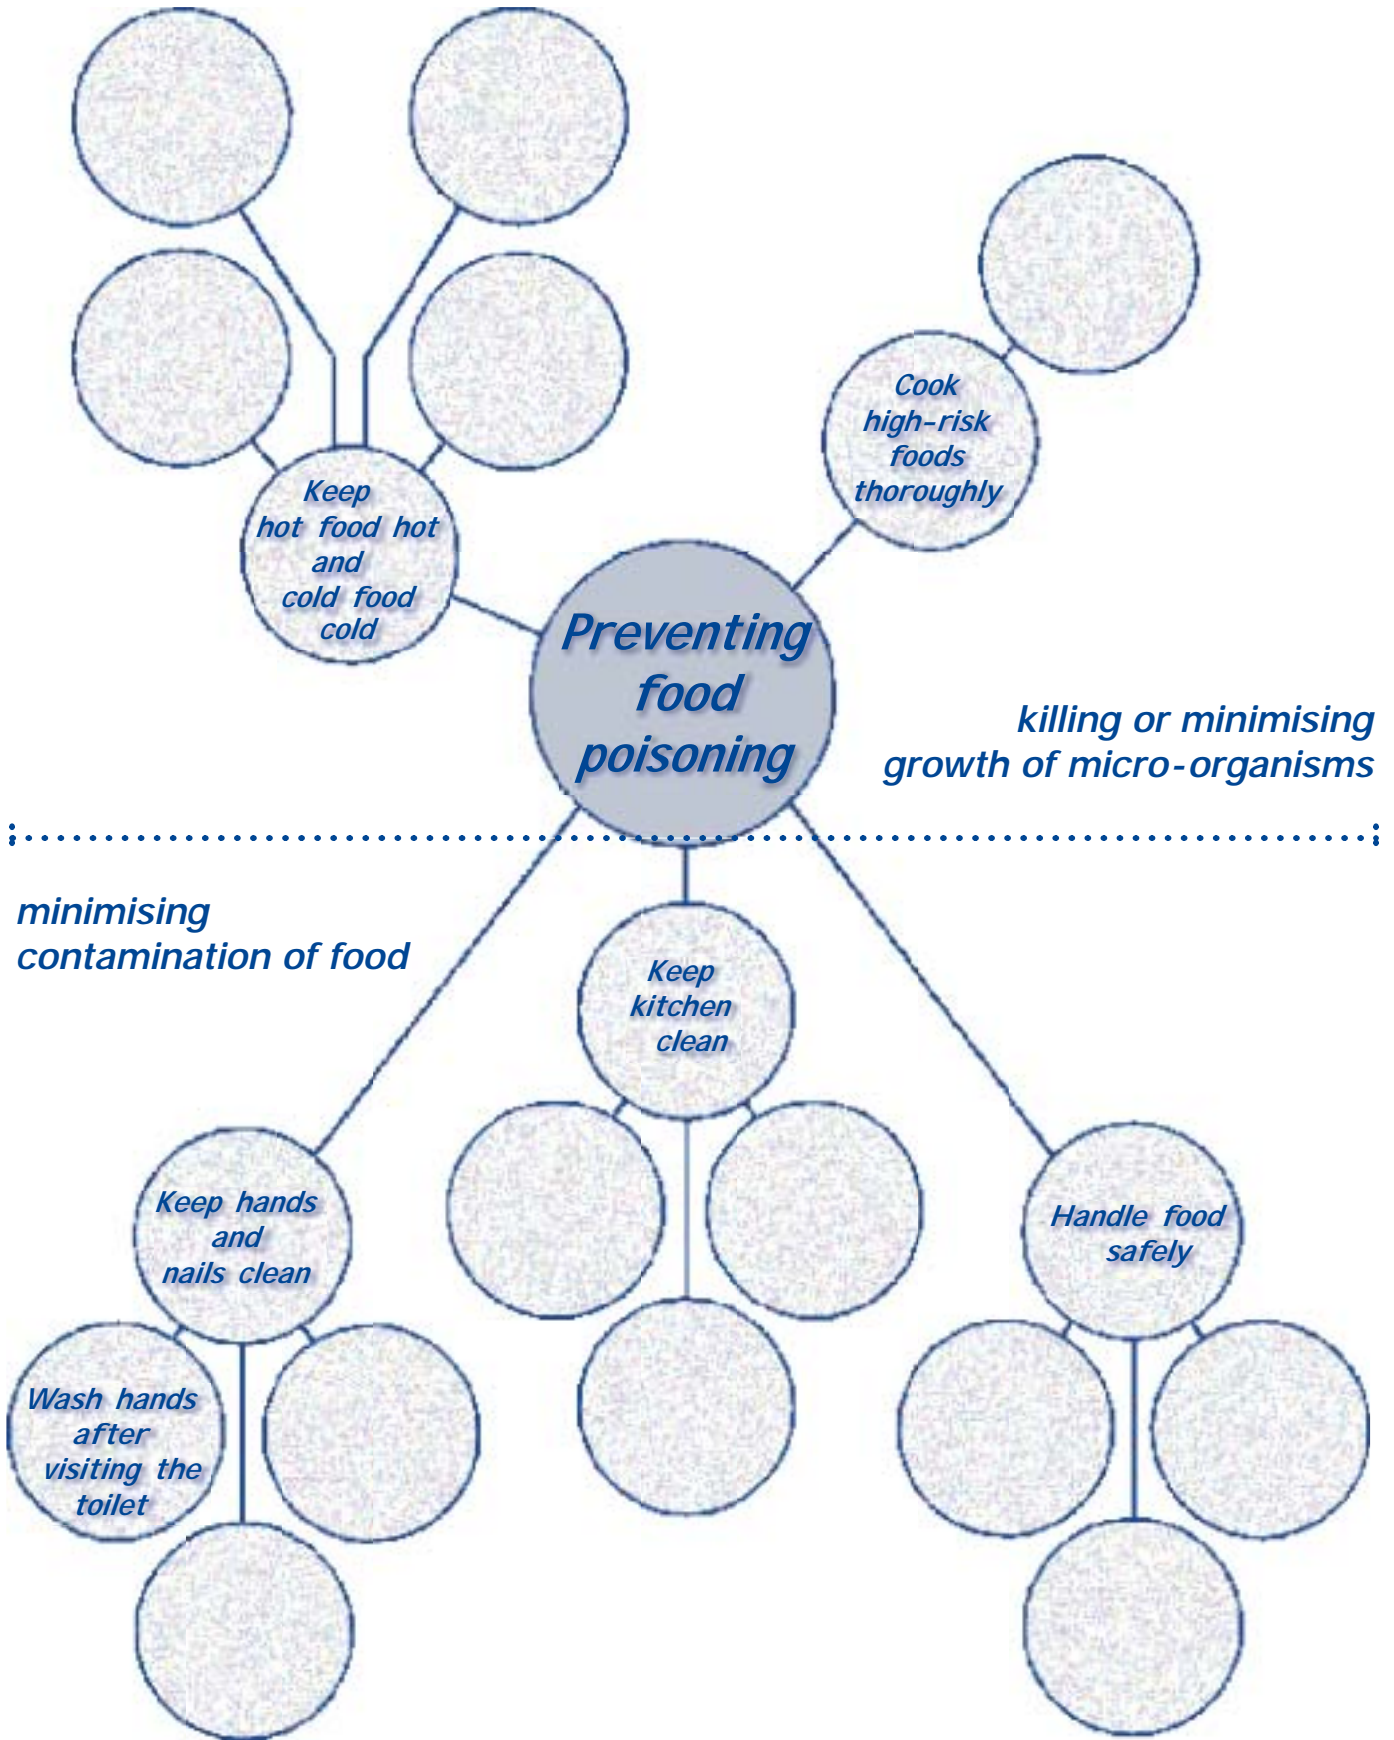 Cook
high-risk
foods
thoroughly
Keep
hot food hot
and
cold food
cold
Preventing
food
poisoning
killing or minimising
growth of micro-organisms
minimising
contamination of food
Keep
kitchen
clean
Keep hands
and
nails clean
Handle food
safely
Wash hands
after
visiting the
toilet